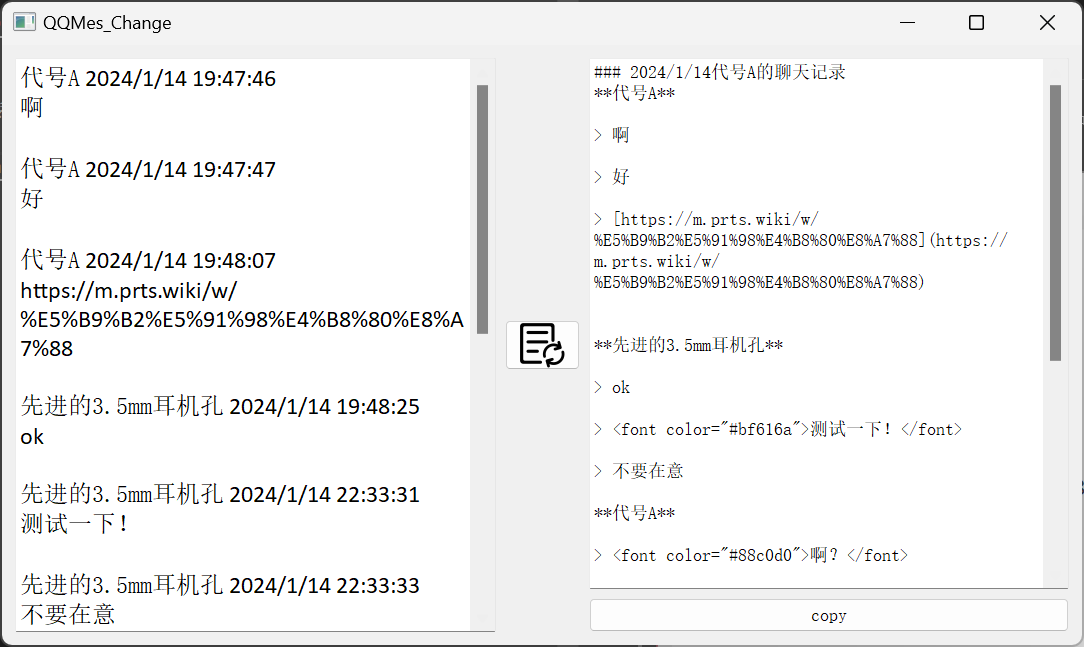 QQMes_Change
代号A 2024/1/14 19:47:46
啊
代号A 2024/1/14 19:47:47
好
代号A 2024/1/14 19:48:07
https://m.prts.wiki/w/
%E5%B9%B2%E5%91%98%E4%B8%80%E8%A
7%88
先进的3.5mm耳机孔 2024/1/14 19:48:25
ok
先进的3.5mm耳机孔 2024/1/14 22:33:31
测试一下!
先进的3.5mm耳机孔 2024/1/14 22:33:33
不要在意
### 2024/1/14代号A的聊天记录
**代号A**
> 啊
> 好
> [https://m.prts.wiki/w/
%E5%B9%B2%E5%91%98%E4%B8%80%E8%A7%88](https://
m.prts.wiki/w/
%E5%B9%B2%E5%91%98%E4%B8%80%E8%A7%88)
**先进的3.5mm耳机孔**
> ok
> <font color="#bf616a">测试一下!</font>
> 不要在意
**代号A**
> <font color="#88c0d0">啊?</font>
copy